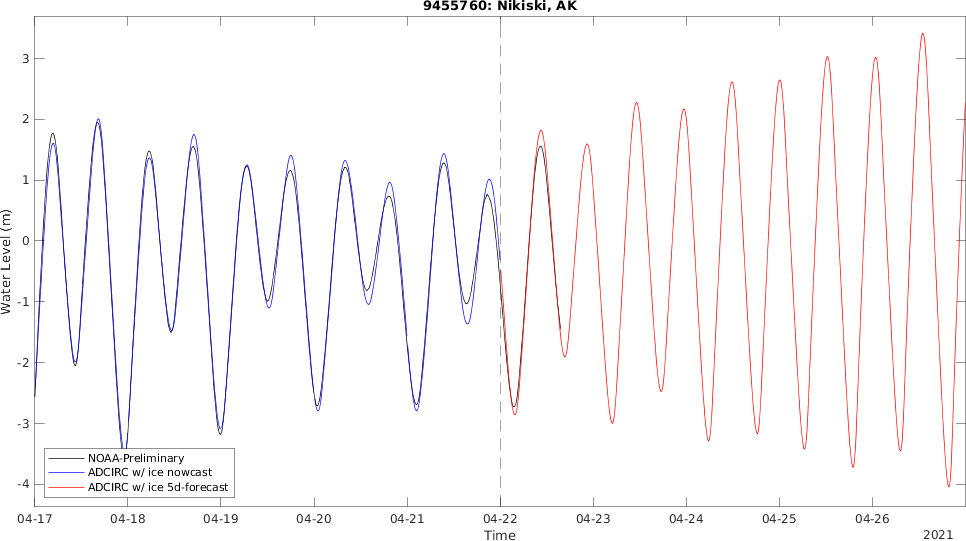 9455760: Nikiski, AK
Water Level (m)
3
2
1
0
-1
-2
-3
-4
NOAA-Preliminary
ADCIRC w/ ice nowcast
ADCIRC w/ ice 5d-forecast
04-17 04-18 04-19 04-20 04-21 04-22 04-23 04-24 04-25 04-26
Time
2021